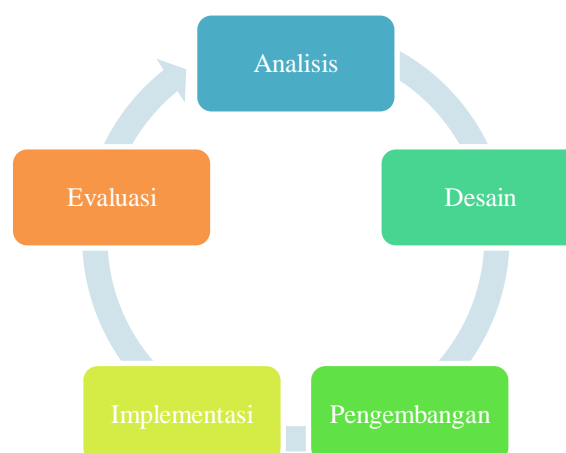 Analisis
Desain
Pengembangan
Implementasi
Evaluasi